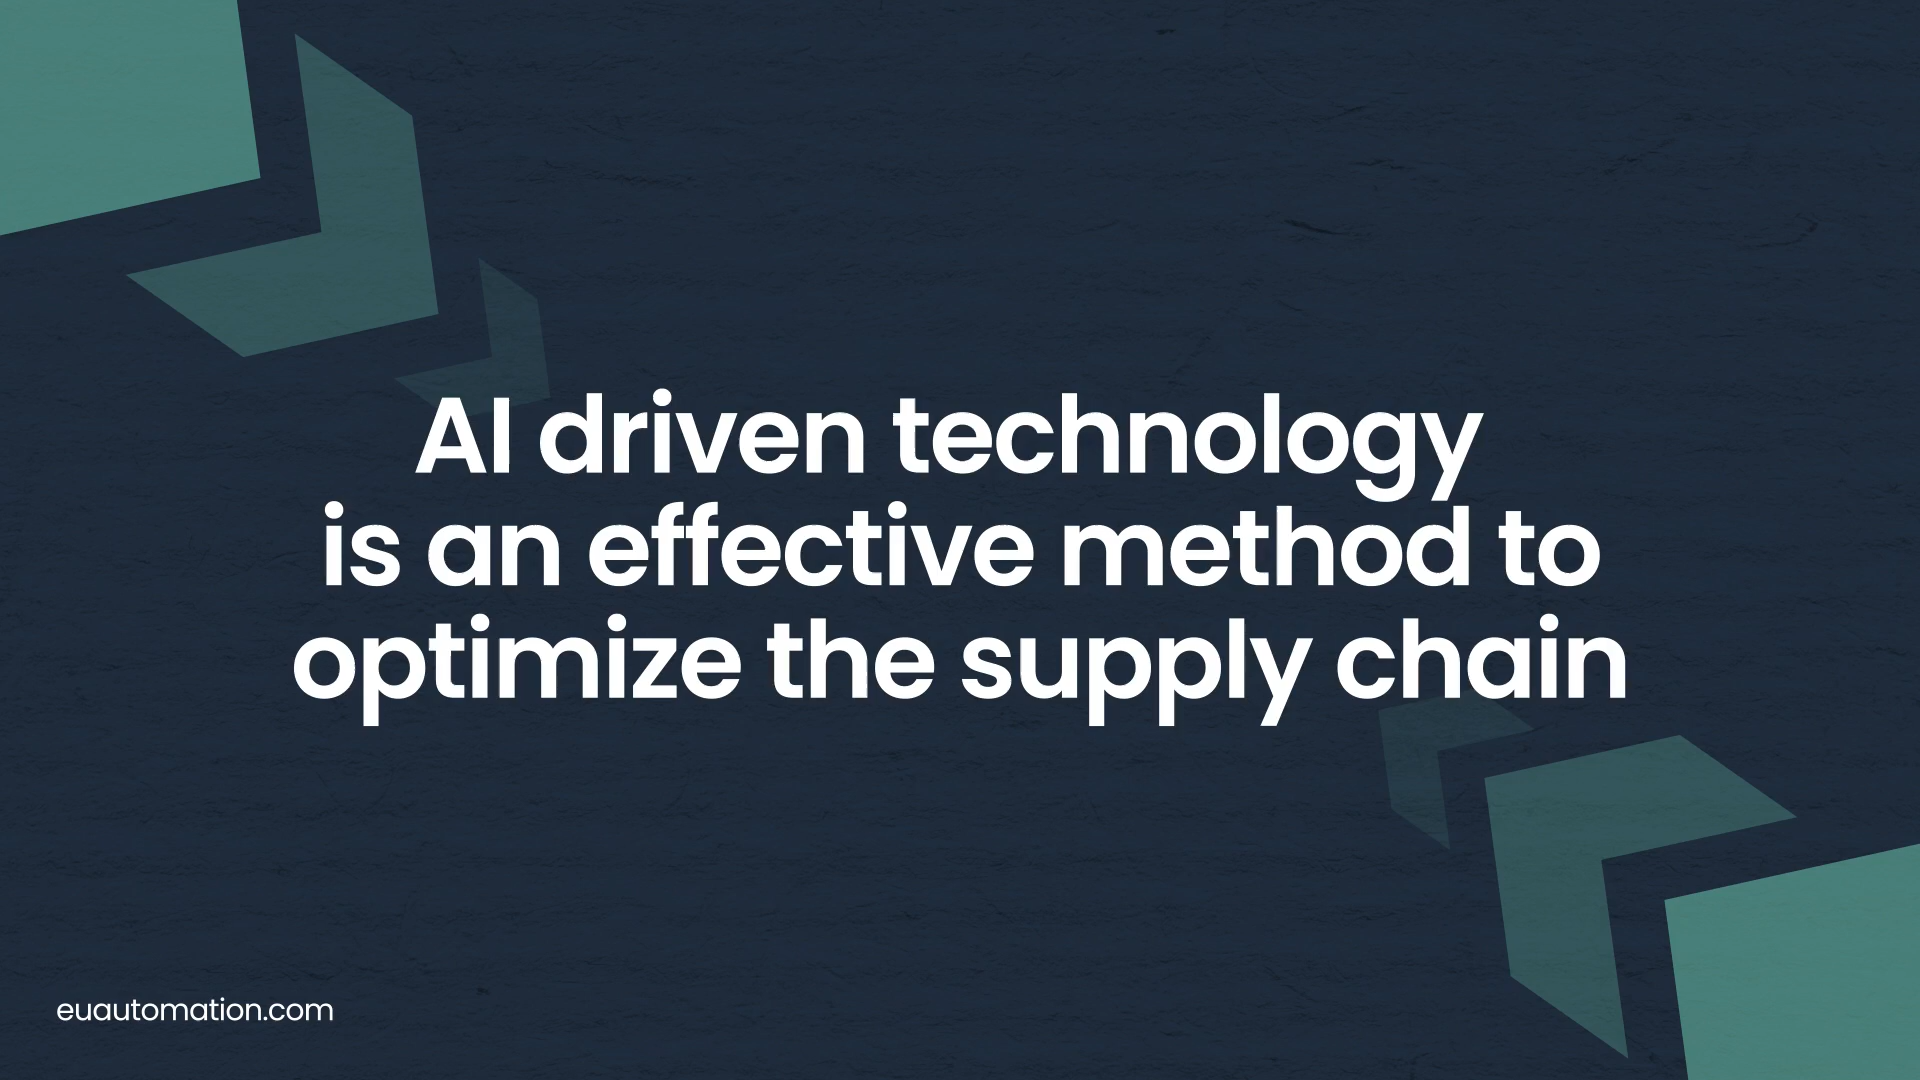 AI driven technology
is an effective method to
optimize the supply chain
euautomation.com